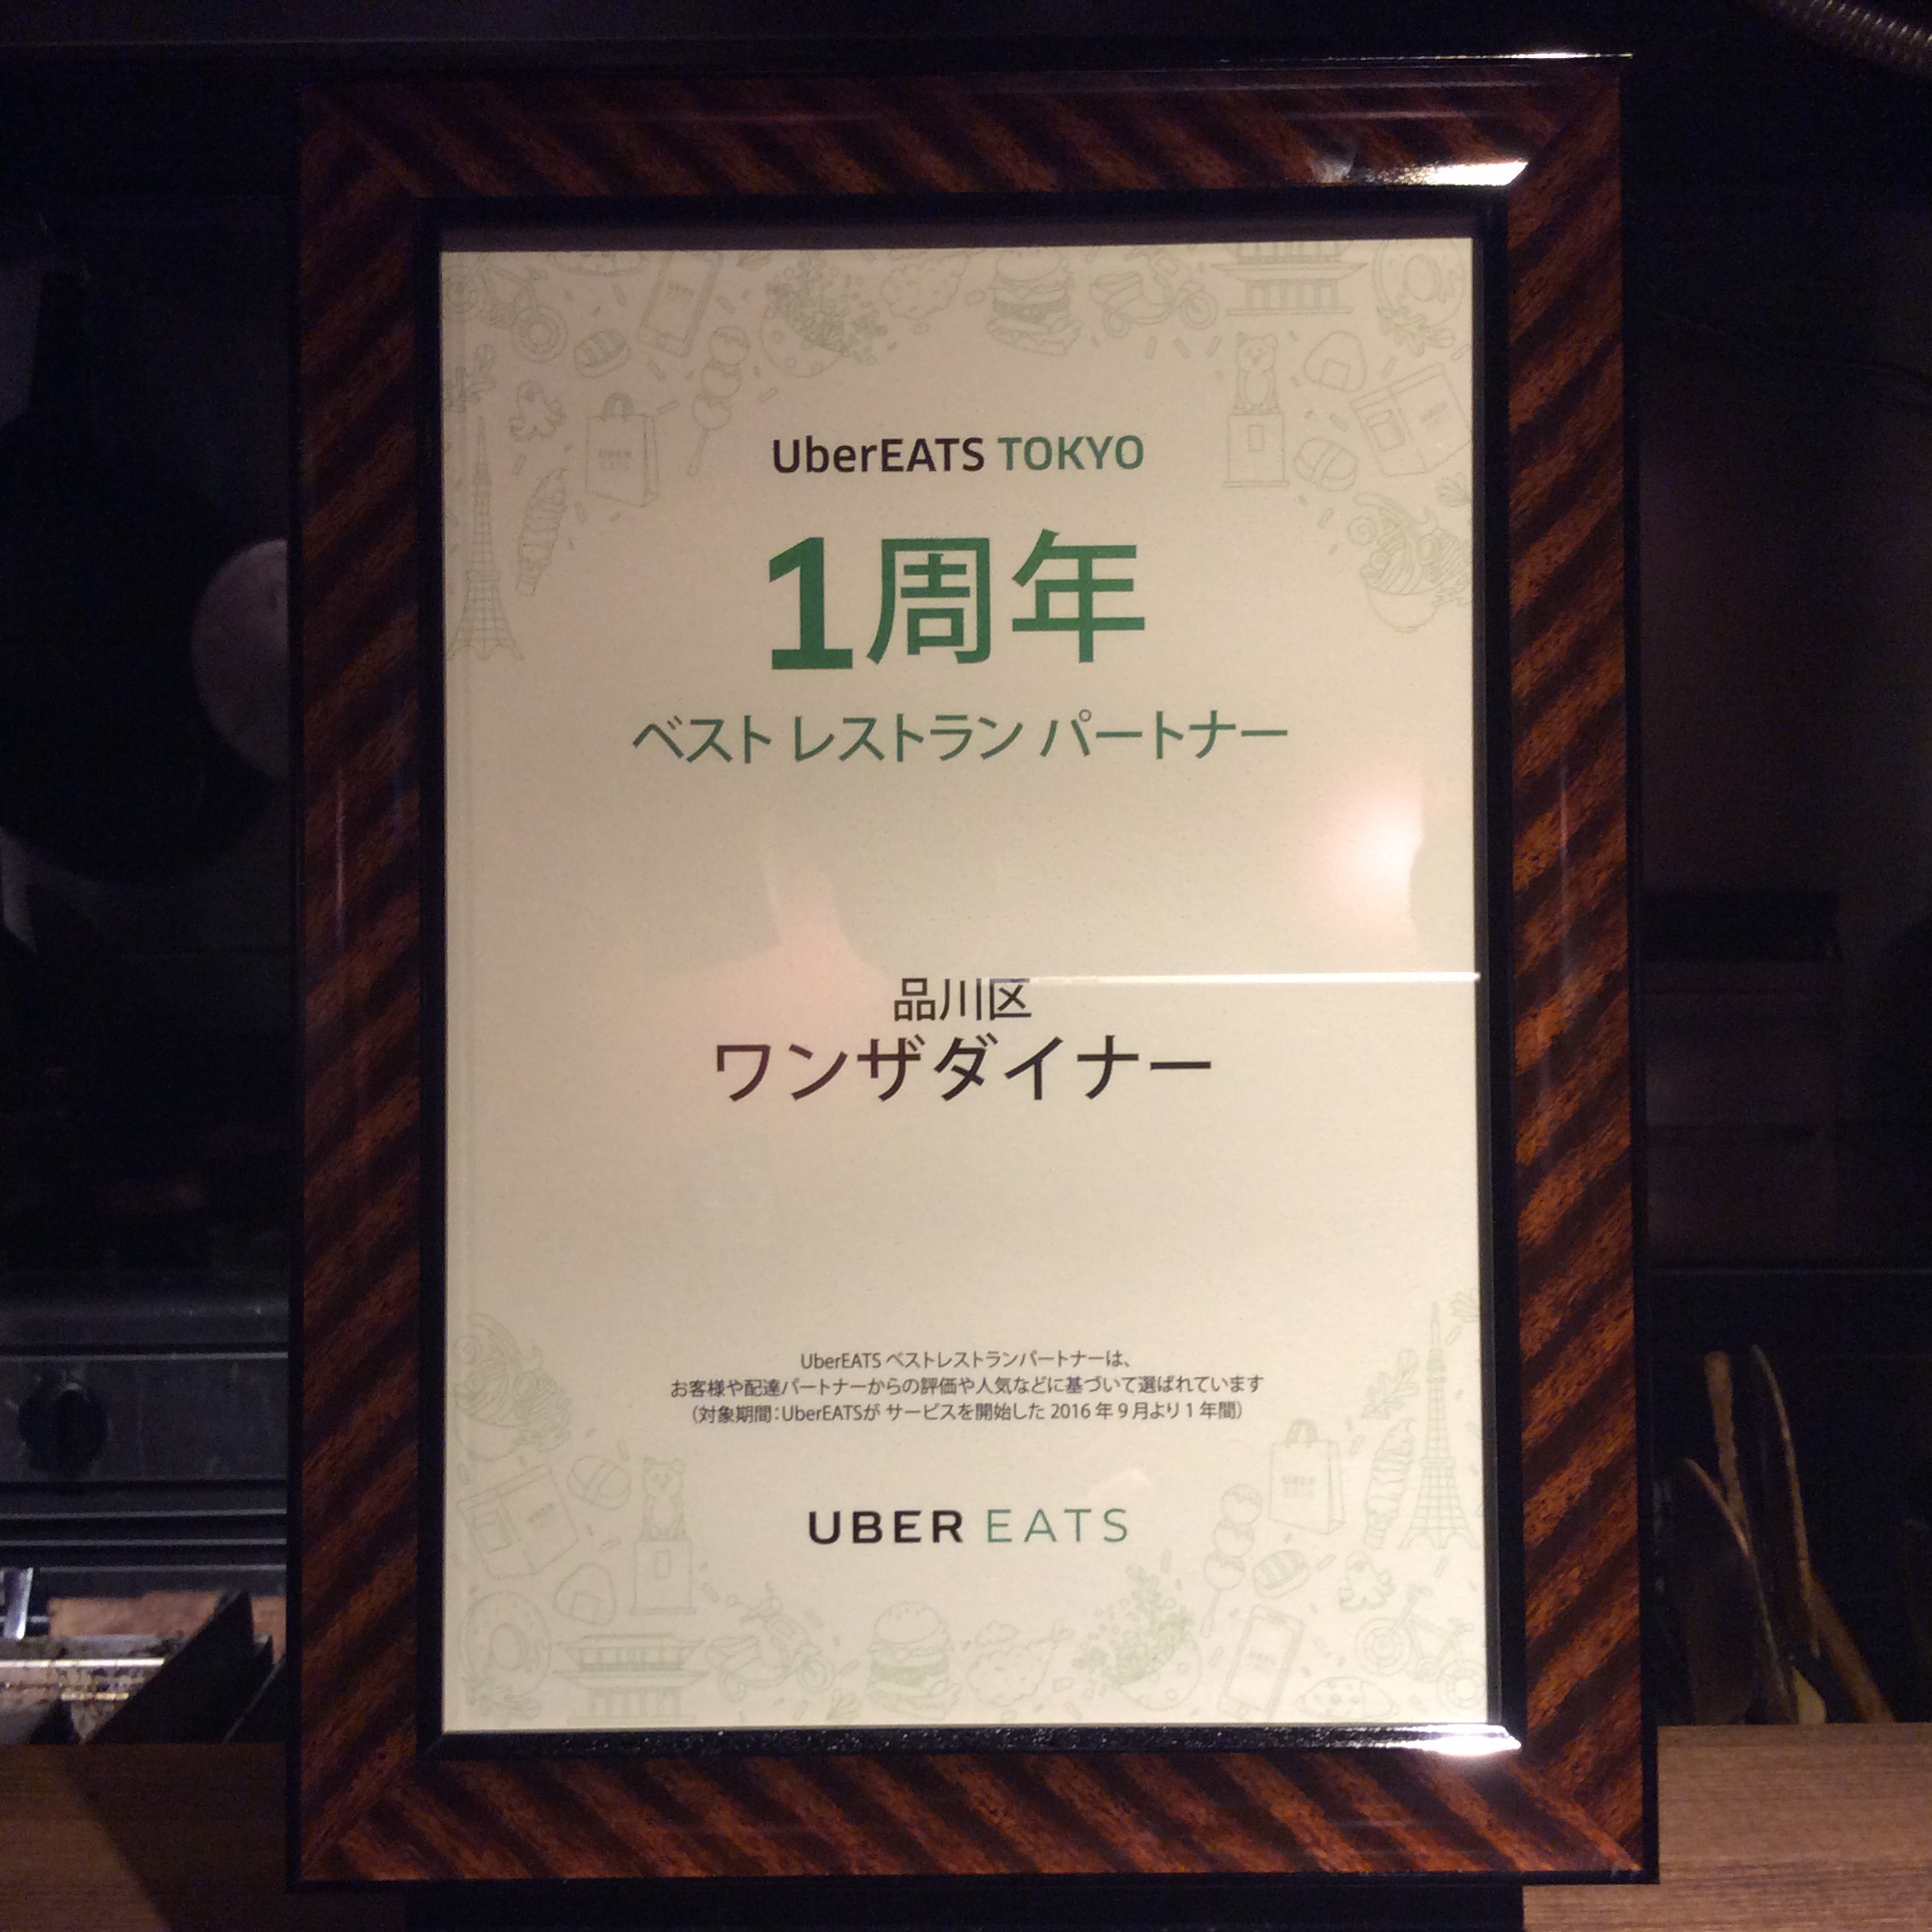 UberEATS TOKYO
1周年
ベスト レストラン パートナー
品川区
ワンザダイナー
UberEATS ベストレストランパートナーは、
お客様や配達パートナーからの評価や人気などに基づいて選ばれています
（対象期間：UberEATSが サービスを開始した 2016 年 9 月より 1 年間）
UBER EATS